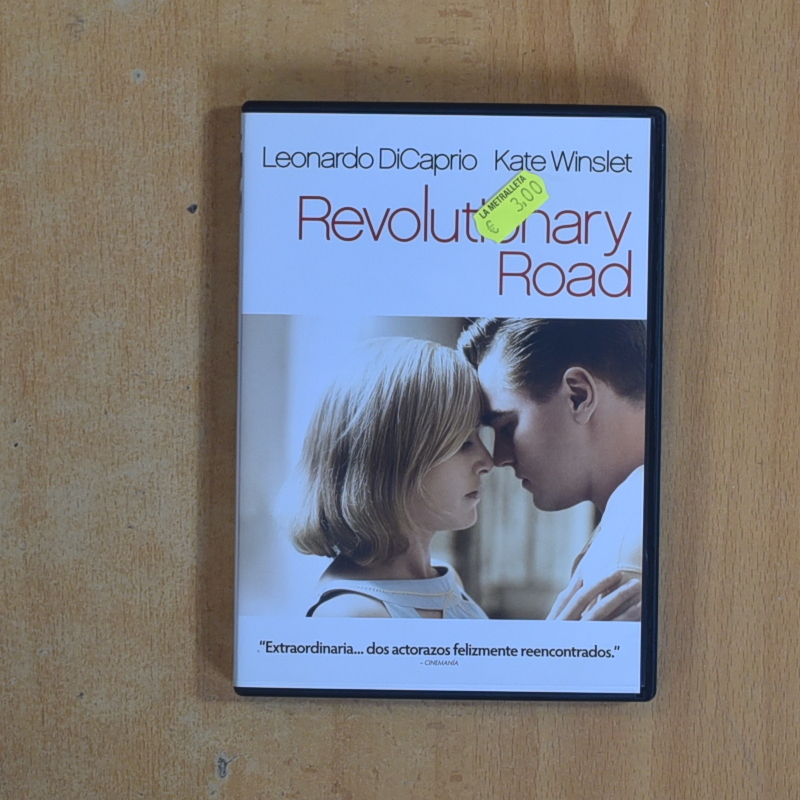 Leonardo DiCaprio Kate Winslet
LA METRALLETA
€ 3,00
Revolutionary
Road
"Extraordinaria... dos actorazos felizmente reencontrados."
- CINEMANÍA